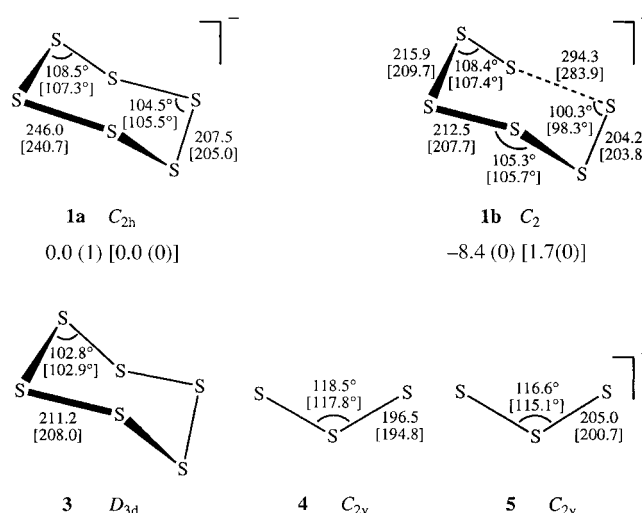 S
108.5°
[107.3°]
S
S
104.5°
[105.5°]
S
246.0
[240.7]
S
S
207.5
[205.0]
−
1a C2h
0.0 (1) [0.0 (0)]
215.9
[209.7]
S
108.4°
[107.4°]
S
294.3
[283.9]
S
100.3°
[98.3°]
S
212.5
[207.7]
S
105.3°
[105.7°]
S
204.2
[203.8]
1b C2
−8.4 (0) [1.7(0)]
S
102.8°
[102.9°]
S
S
S
211.2
[208.0]
S
S
3 D3d
S
118.5°
[117.8°]
S
S
196.5
[194.8]
4 C2v
S
116.6°
[115.1°]
S
S
205.0
[200.7]
5 C2v